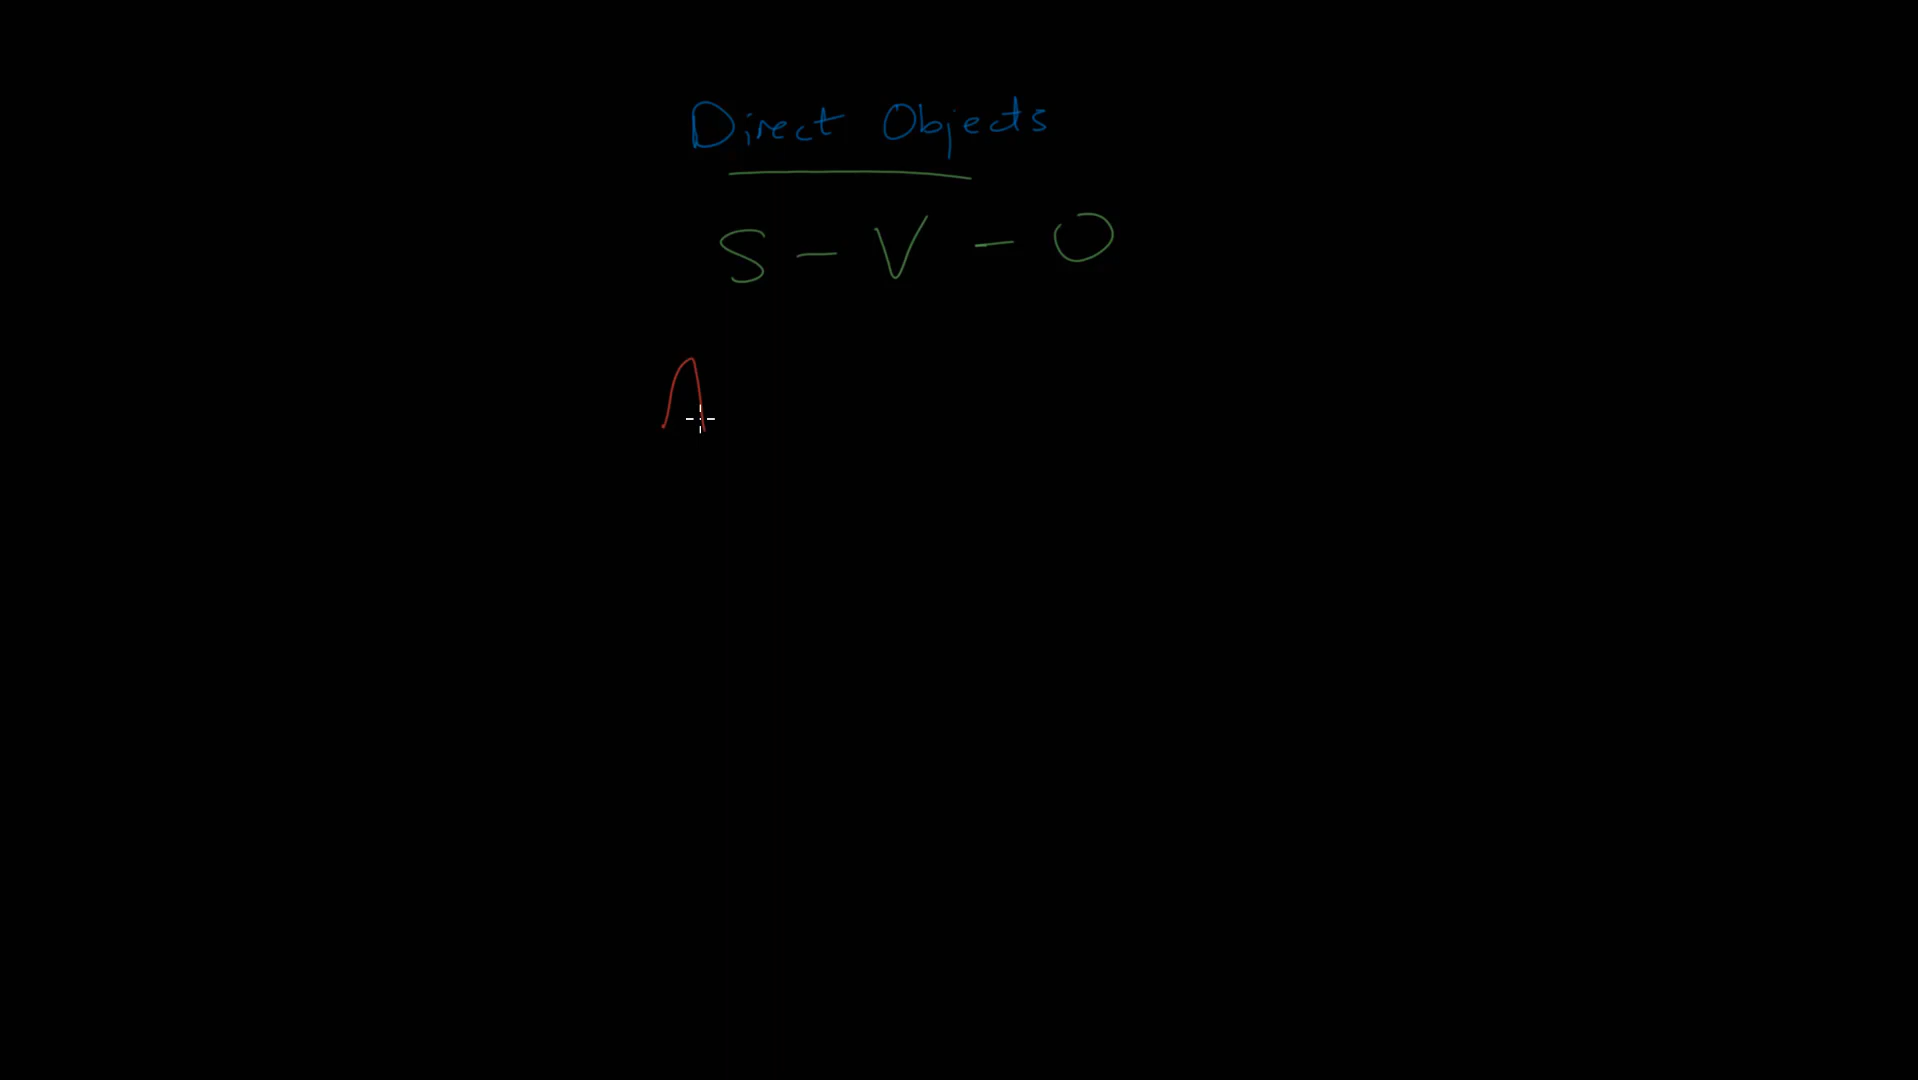 Direct Objects
S - V - O